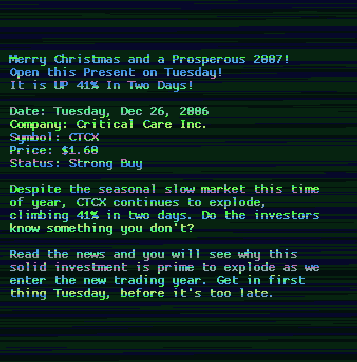 Merry Christmas and a Prosperous 2007!
Open this Present on Tuesday!
It is UP 41% In Two Days!
Date: Tuesday, Dec 26, 2006
Company: Critical Care Inc.
Symbol: CTCX
Price: $1.60
Status: Strong Buy
Despite the seasonal slow market this time
of year, CTCX continues to explode,
climbing 41% in two days. Do the investors
know something you don't?
Read the news and you will see why this
solid investment is prime to explode as we
enter the new trading year. Get in first
thing Tuesday, before it's too late.